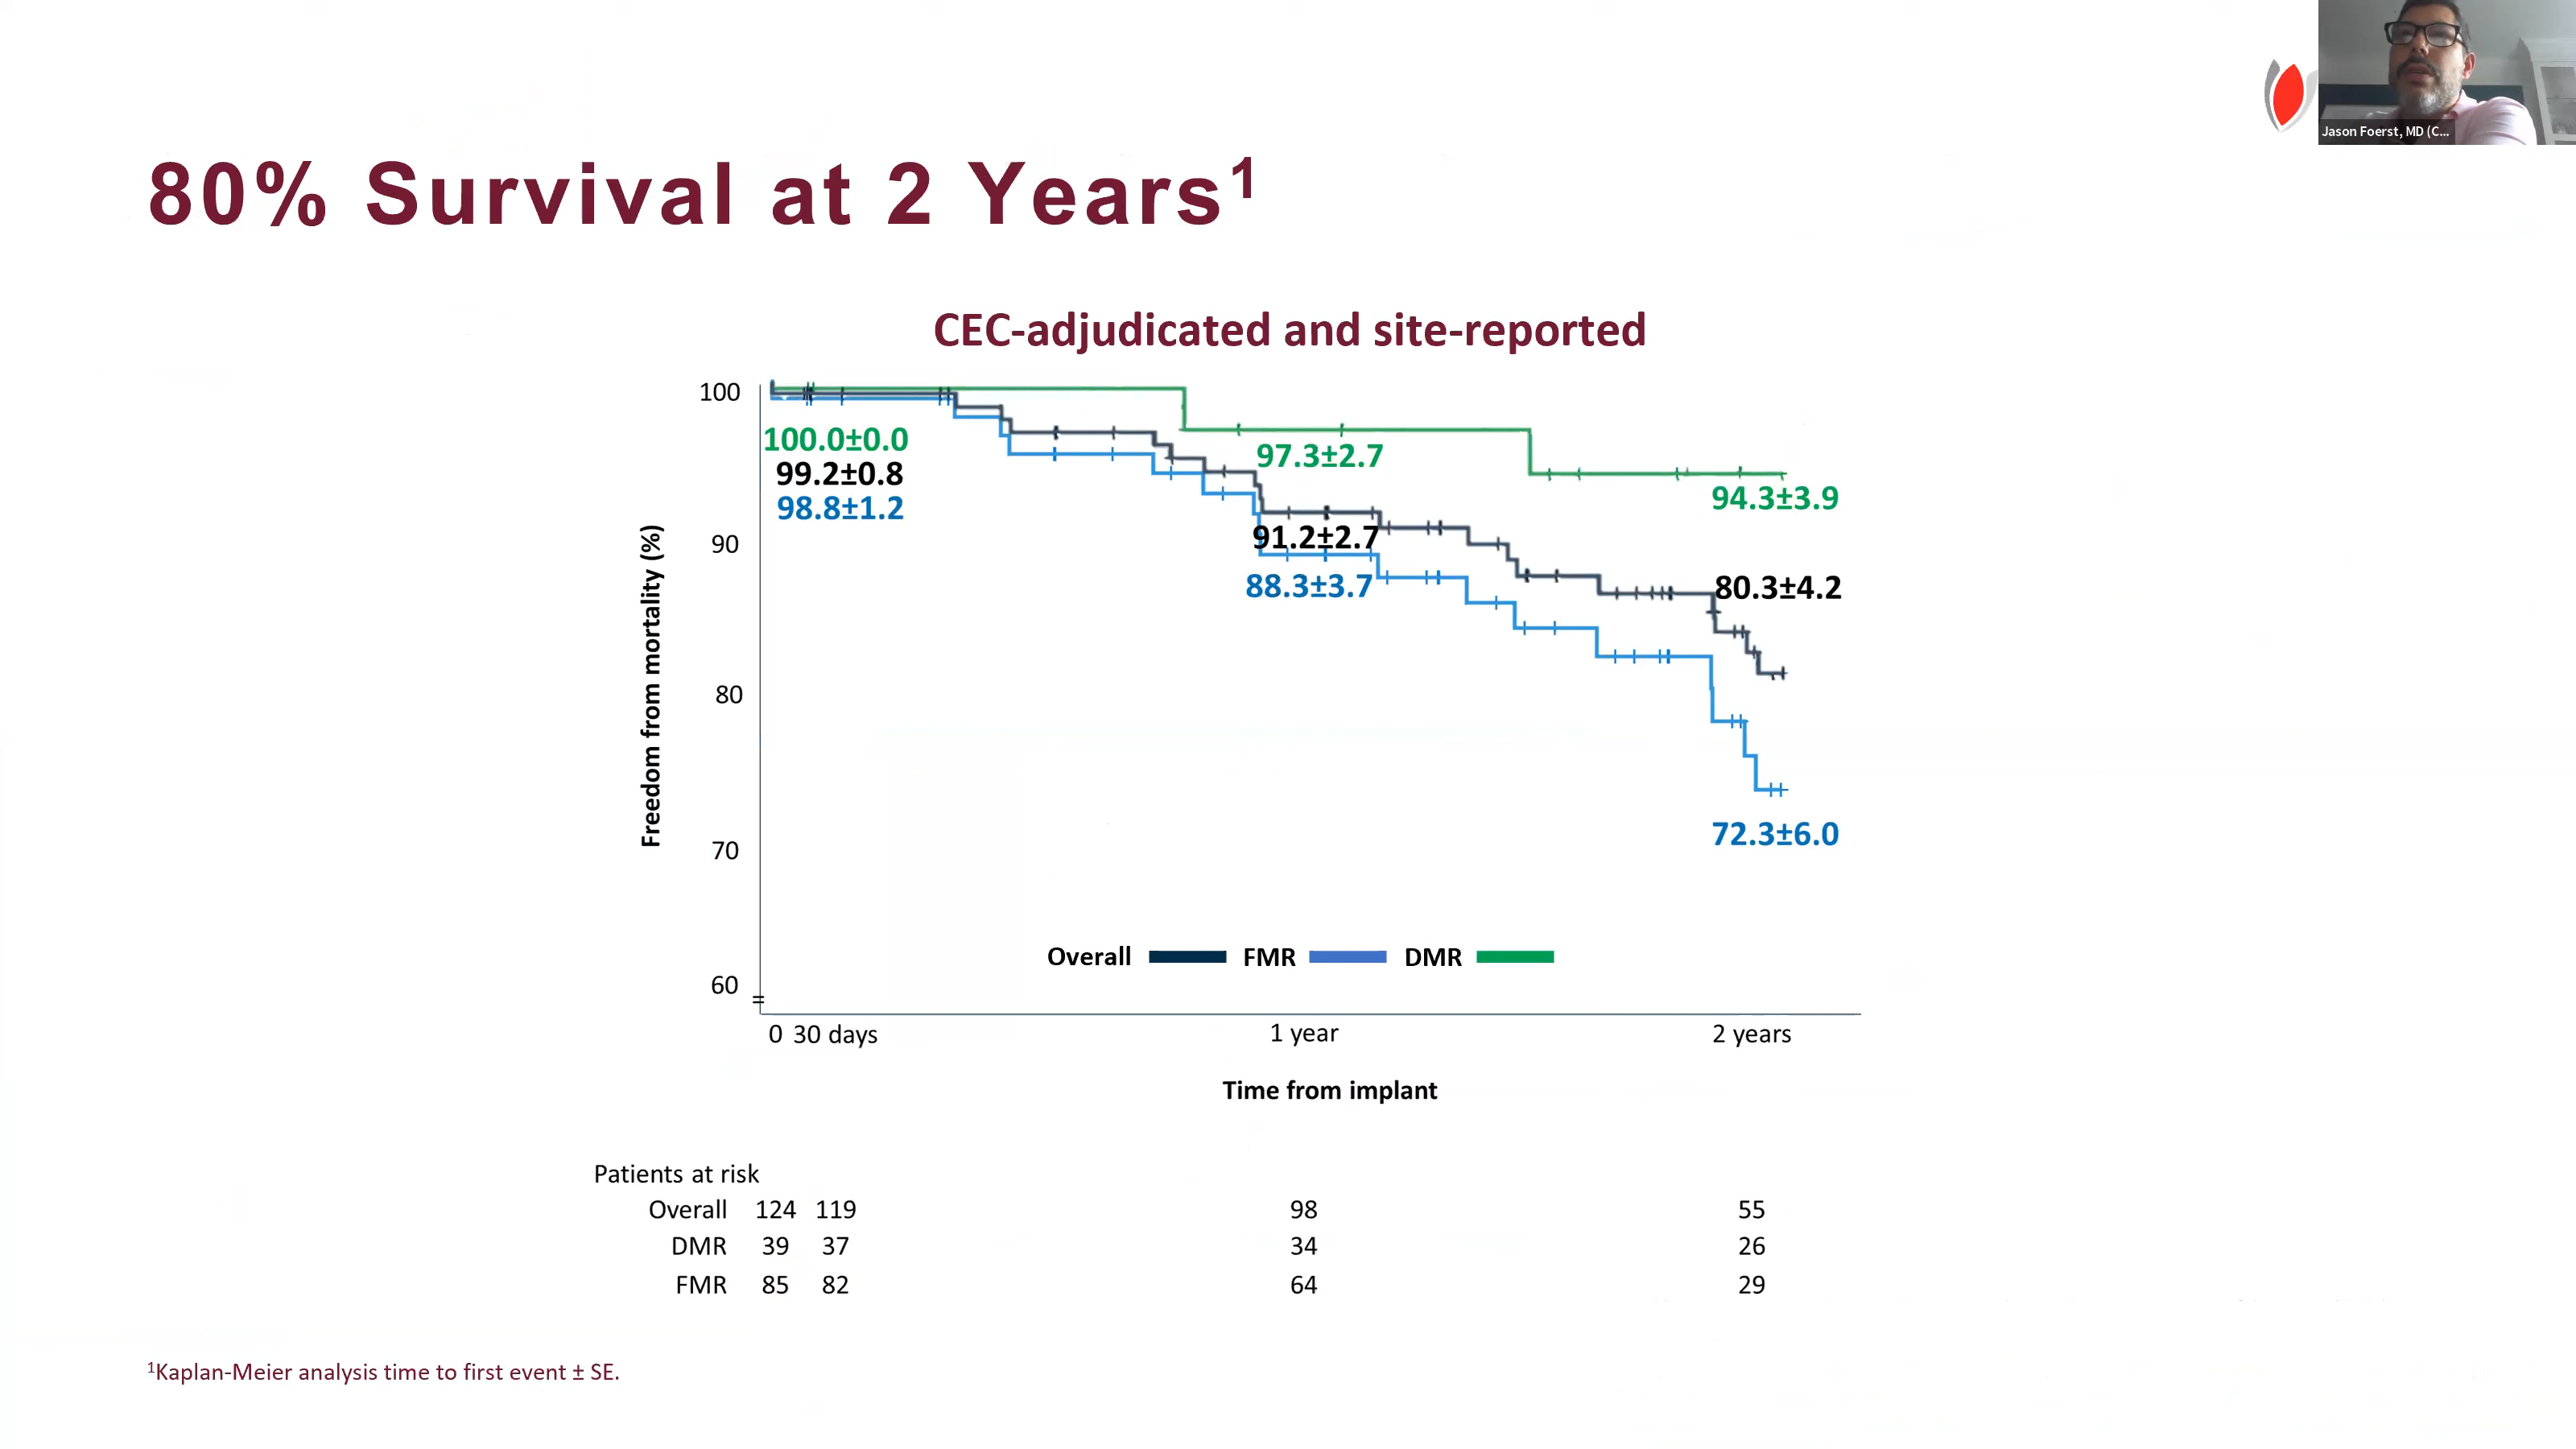 Jason Foerst, MD (C...
80% Survival at 2 Years¹
CEC-adjudicated and site-reported
Freedom from mortality (%)
100
90
80
70
60
100.0±0.0
99.2±0.8
98.8±1.2
97.3±2.7
91.2±2.7
88.3±3.7
94.3±3.9
80.3±4.2
72.3±6.0
Overall FMR DMR
0 30 days 1 year 2 years
Time from implant
Patients at risk
Overall 124 119 98 55
DMR 39 37 34 26
FMR 85 82 64 29
¹Kaplan-Meier analysis time to first event ± SE.